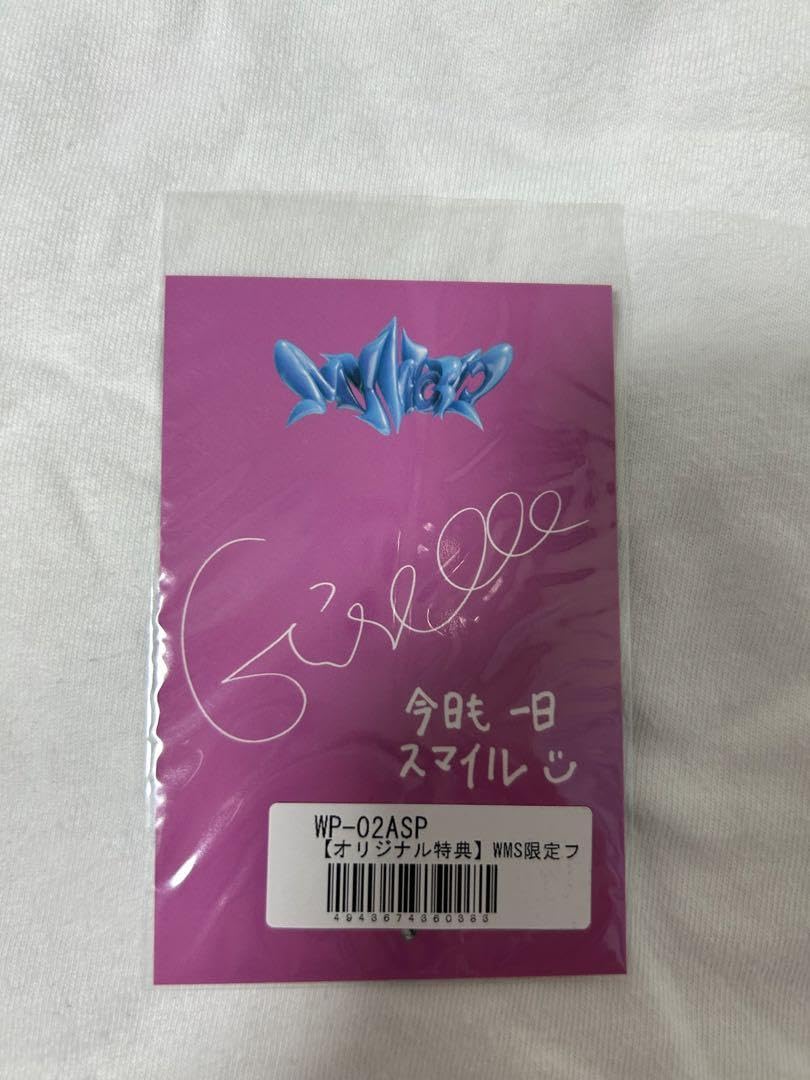 Giselle
今日も一日
スマイル
WP-02ASP
【オリジナル特典】WMS限定フ
4943674360383